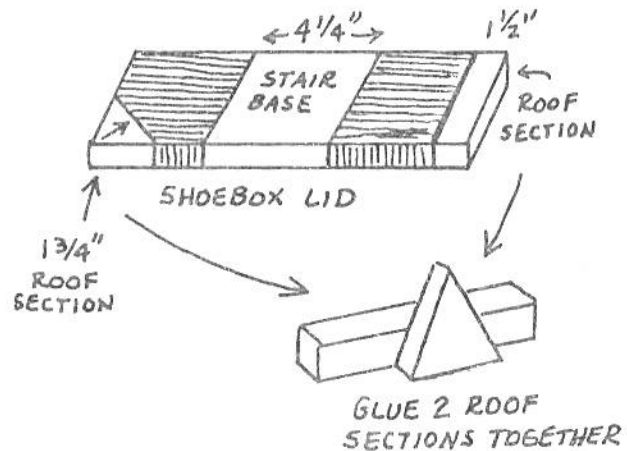 4 1/4"
1 1/2"
STAIR
BASE
ROOF
SECTION
SHOEBOX LID
1 3/4"
ROOF
SECTION
GLUE 2 ROOF
SECTIONS TOGETHER